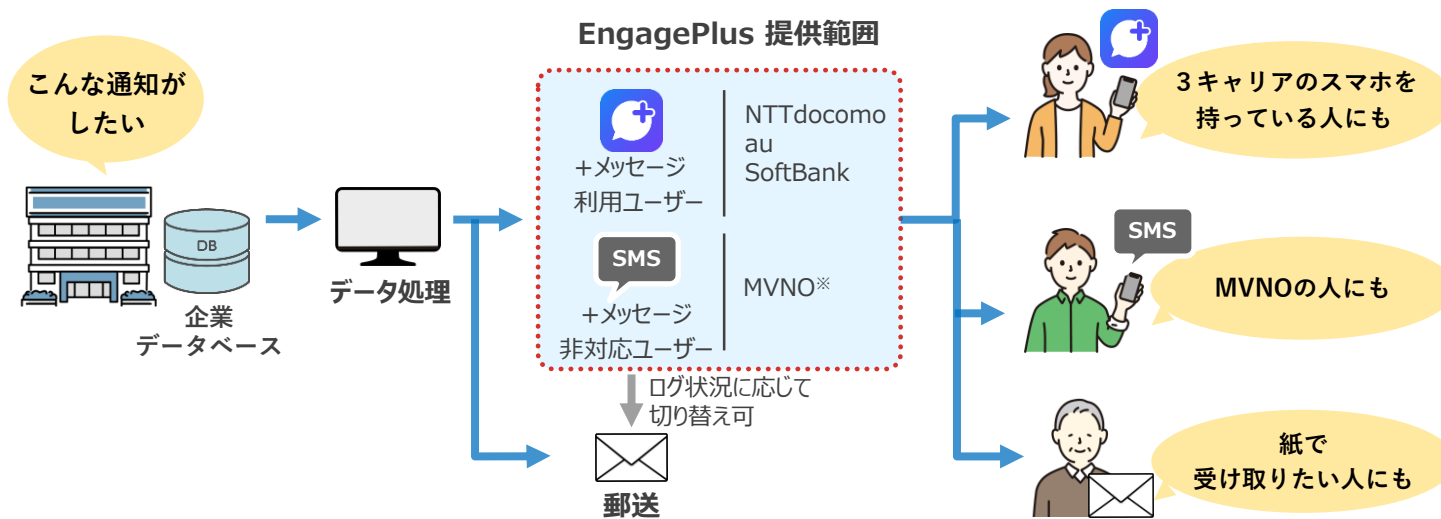 EngagePlus 提供範囲
こんな通知が
したい
DB
企業
データベース
データ処理
+メッセージ
利用ユーザー
NTTdocomo
au
SoftBank
SMS
+メッセージ
非対応ユーザー
MVNO※
ログ状況に応じて
切り替え可
郵送
3キャリアのスマホを
持っている人にも
SMS
MVNOの人にも
紙で
受け取りたい人にも